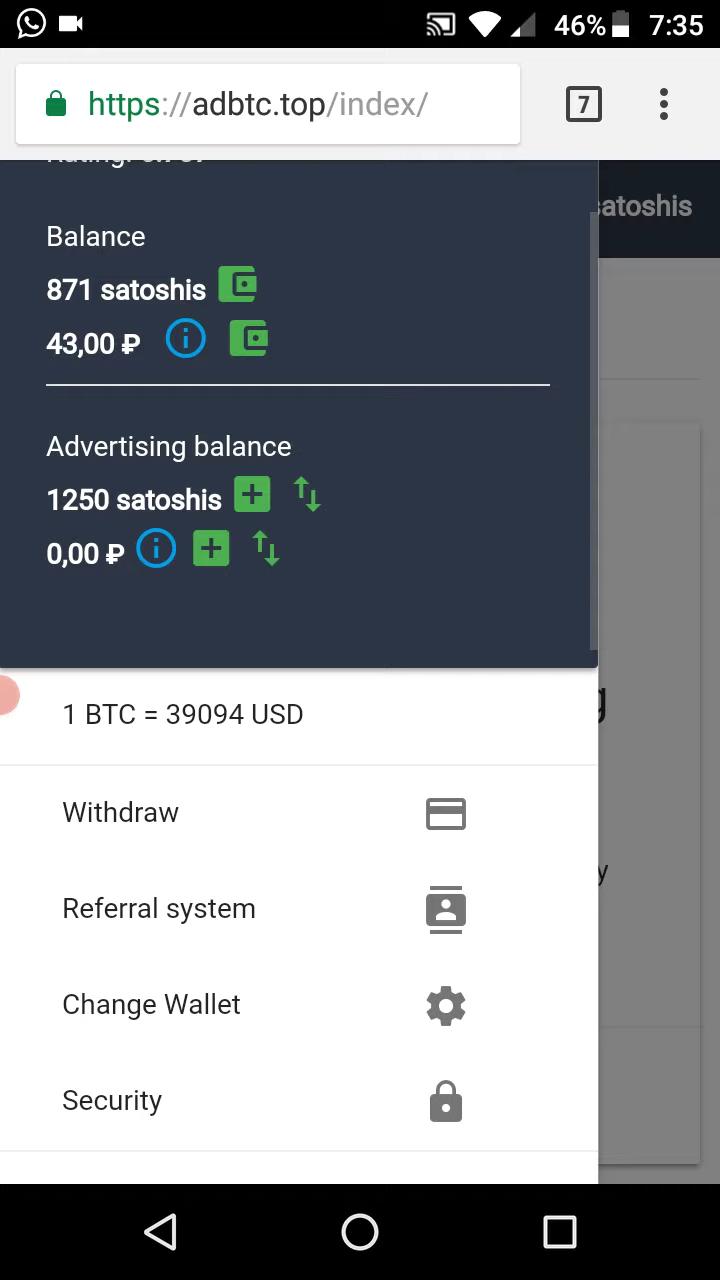 46% 7:35
https://adbtc.top/index/ 7
satoshis
Balance
871 satoshis
43,00 ₽
Advertising balance
1250 satoshis
0,00 ₽
1 BTC = 39094 USD
Withdraw
Referral system
Change Wallet
Security